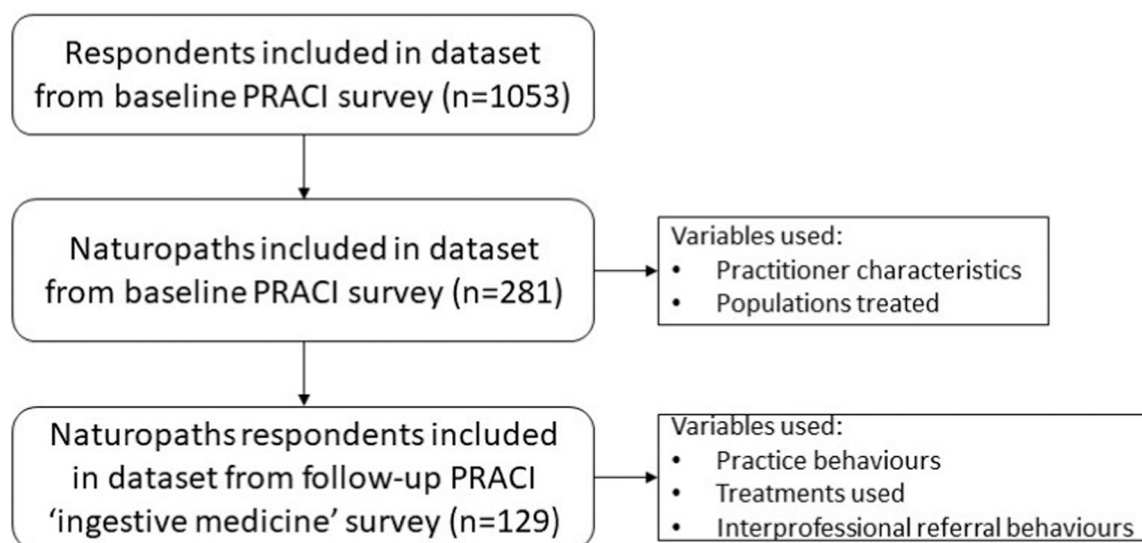 Respondents included in dataset
from baseline PRACI survey (n=1053)
Naturopaths included in dataset
from baseline PRACI survey (n=281)
Variables used:
• Practitioner characteristics
• Populations treated
Naturopaths respondents included
in dataset from follow-up PRACI
‘ingestive medicine’ survey (n=129)
Variables used:
• Practice behaviours
• Treatments used
• Interprofessional referral behaviours